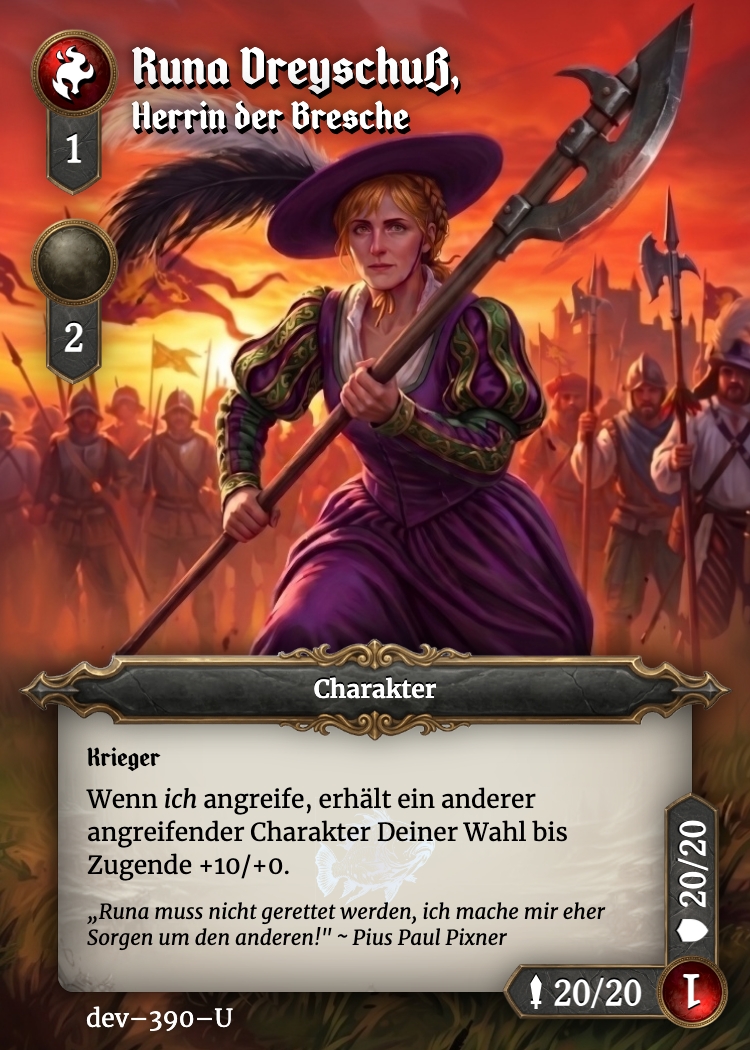 Runa Dreyschuß,
Herrin der Bresche
1
2
Charakter
Krieger
Wenn ich angreife, erhält ein anderer
angreifender Charakter Deiner Wahl bis
Zugende +10/+0.
„Runa muss nicht gerettet werden, ich mache mir eher
Sorgen um den anderen!" ~ Pius Paul Pixner
20/20
20/20
1
dev–390–U